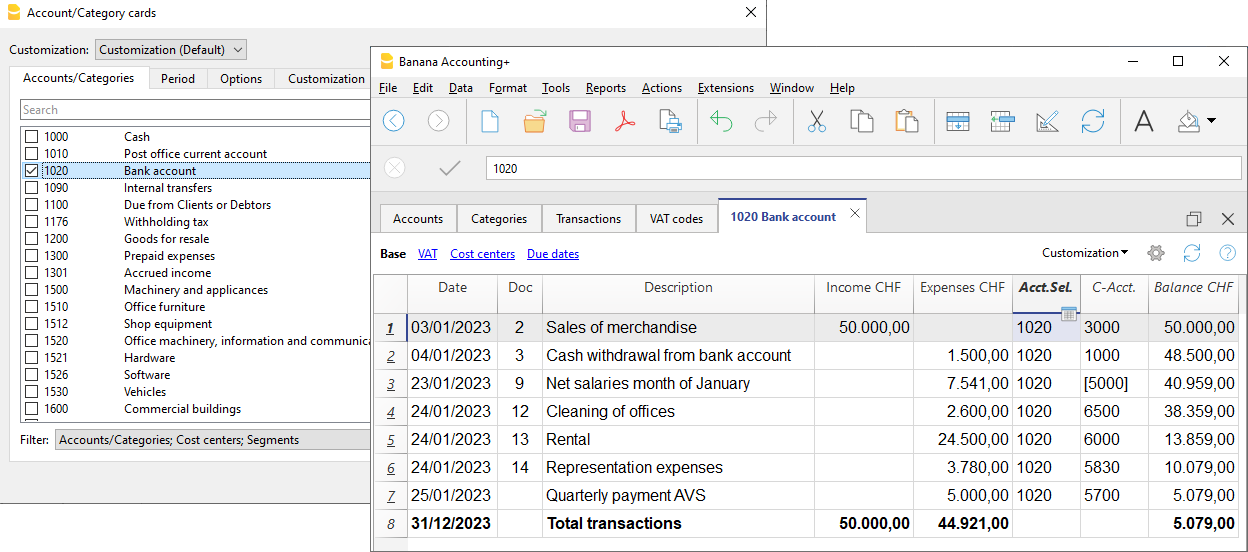 Account/Category cards
Customization: Customization (Default)
Accounts/Categories Period Options Customization
Search
1000 Cash
1010 Post office current account
1020 Bank account
1090 Internal transfers
1100 Due from Clients or Debtors
1176 Withholding tax
1200 Goods for resale
1300 Prepaid expenses
1301 Accrued income
1500 Machinery and applicances
1510 Office furniture
1512 Shop equipment
1520 Office machinery, information and communica
1521 Hardware
1526 Software
1530 Vehicles
1600 Commercial buildings
Filter: Accounts/Categories; Cost centers; Segments
Banana Accounting+
File Edit Data Format Tools Reports Actions Extensions Window Help
1020
Accounts Categories Transactions VAT codes 1020 Bank account
Base VAT Cost centers Due dates Customization
Date Doc Description Income CHF Expenses CHF Acct.Sel. C-Acct. Balance CHF
1 03/01/2023 2 Sales of merchandise 50.000,00 1020 3000 50.000,00
2 04/01/2023 3 Cash withdrawal from bank account 1.500,00 1020 1000 48.500,00
3 23/01/2023 9 Net salaries month of January 7.541,00 1020 [5000] 40.959,00
4 24/01/2023 12 Cleaning of offices 2.600,00 1020 6500 38.359,00
5 24/01/2023 13 Rental 24.500,00 1020 6000 13.859,00
6 24/01/2023 14 Representation expenses 3.780,00 1020 5830 10.079,00
7 25/01/2023 Quarterly payment AVS 5.000,00 1020 5700 5.079,00
8 31/12/2023 Total transactions 50.000,00 44.921,00 5.079,00